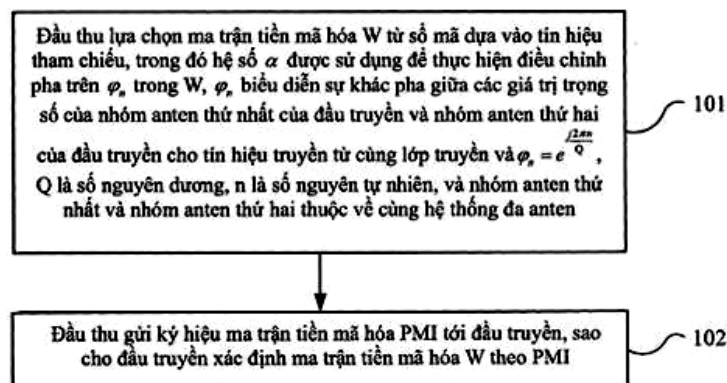 Đầu thu lựa chọn ma trận tiền mã hóa W từ sổ mã dựa vào tín hiệu
tham chiếu, trong đó hệ số α được sử dụng để thực hiện điều chỉnh
pha trên φₙ trong W, φₙ biểu diễn sự khác pha giữa các giá trị trọng
số của nhóm anten thứ nhất của đầu truyền và nhóm anten thứ hai
của đầu truyền cho tín hiệu truyền từ cùng lớp truyền và φₙ = e^{j2πn/Q},
Q là số nguyên dương, n là số nguyên tự nhiên, và nhóm anten thứ
nhất và nhóm anten thứ hai thuộc về cùng hệ thống đa anten
101
Đầu thu gửi ký hiệu ma trận tiền mã hóa PMI tới đầu truyền, sao
cho đầu truyền xác định ma trận tiền mã hóa W theo PMI
102